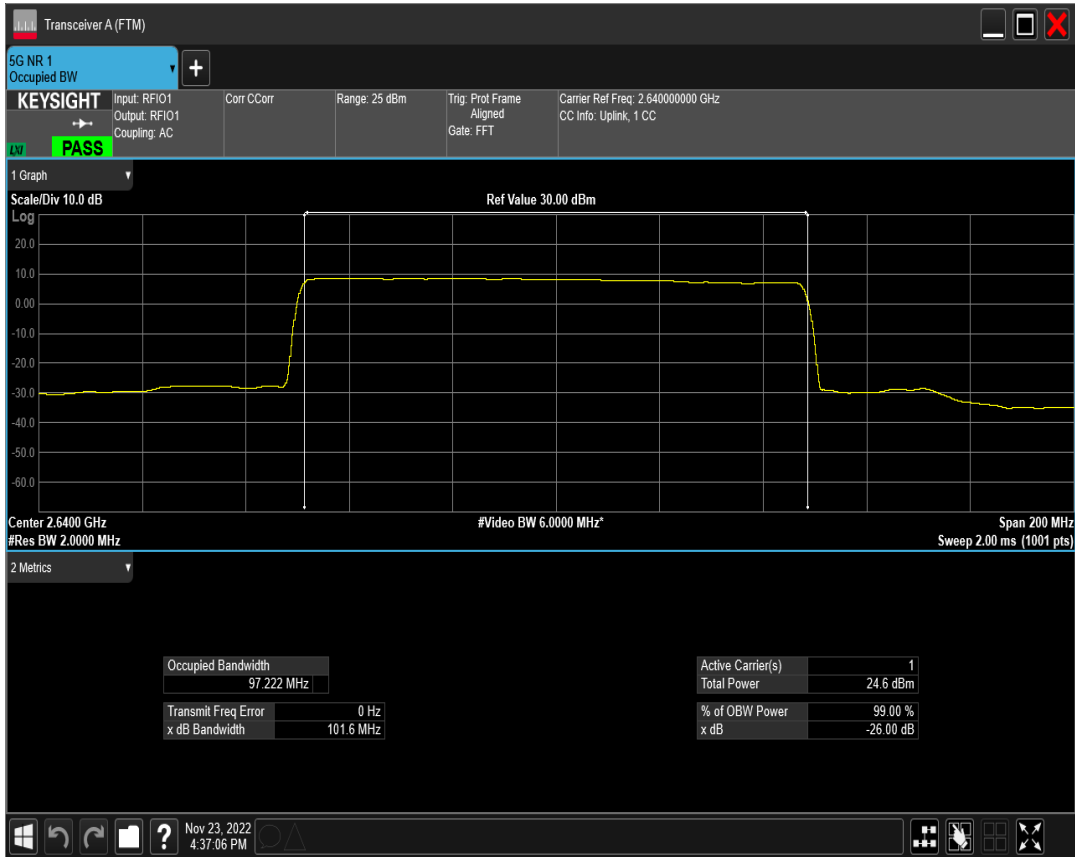 Transceiver A (FTM)
5G NR 1
Occupied BW
+
KEYSIGHT
LXI
PASS
Input: RFIO1
Output: RFIO1
Coupling: AC
Corr CCorr
Range: 25 dBm
Trig: Prot Frame
Aligned
Gate: FFT
Carrier Ref Freq: 2.640000000 GHz
CC Info: Uplink, 1 CC
1 Graph
Scale/Div 10.0 dB
Ref Value 30.00 dBm
Log
20.0
10.0
0.00
-10.0
-20.0
-30.0
-40.0
-50.0
-60.0
Center 2.6400 GHz
#Video BW 6.0000 MHz*
Span 200 MHz
#Res BW 2.0000 MHz
Sweep 2.00 ms (1001 pts)
2 Metrics
Occupied Bandwidth
97.222 MHz
Active Carrier(s) 1
Total Power 24.6 dBm
Transmit Freq Error 0 Hz
x dB Bandwidth 101.6 MHz
% of OBW Power 99.00 %
x dB -26.00 dB
?
Nov 23, 2022
4:37:06 PM